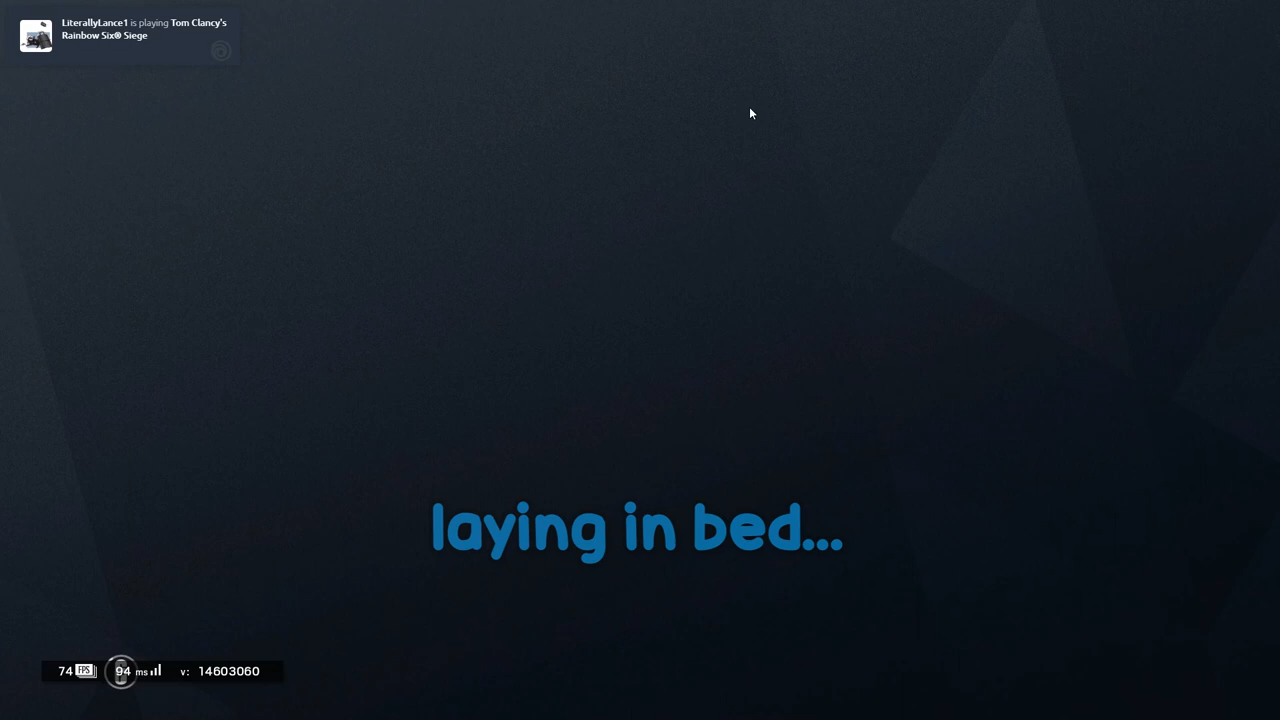 LiterallyLance1 is playing Tom Clancy's
Rainbow Six® Siege
laying in bed...
74 FPS 94 ms v: 14603060